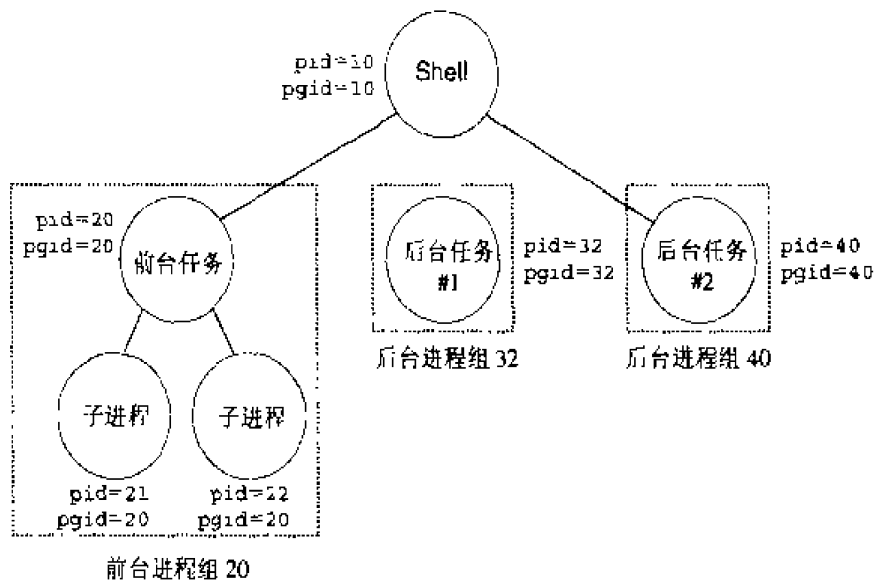 pid=10
pgid=10
Shell
pid=20
pgid=20
前台任务
后台任务
#1
pid=32
pgid=32
后台任务
#2
pid=40
pgid=40
后台进程组 32
后台进程组 40
子进程
子进程
pid=21
pgid=20
pid=22
pgid=20
前台进程组 20